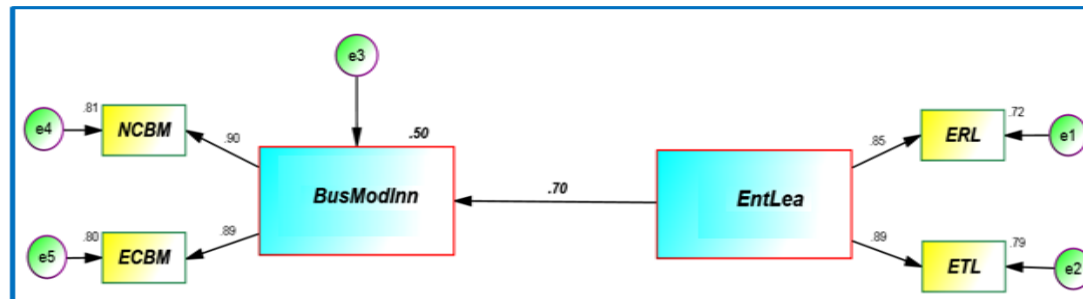 e3
.81
e4
NCBM
.90
.50
BusModInn
.70
EntLea
.72
.85
ERL
e1
.80
e5
ECBM
.89
.89
ETL
.79
e2